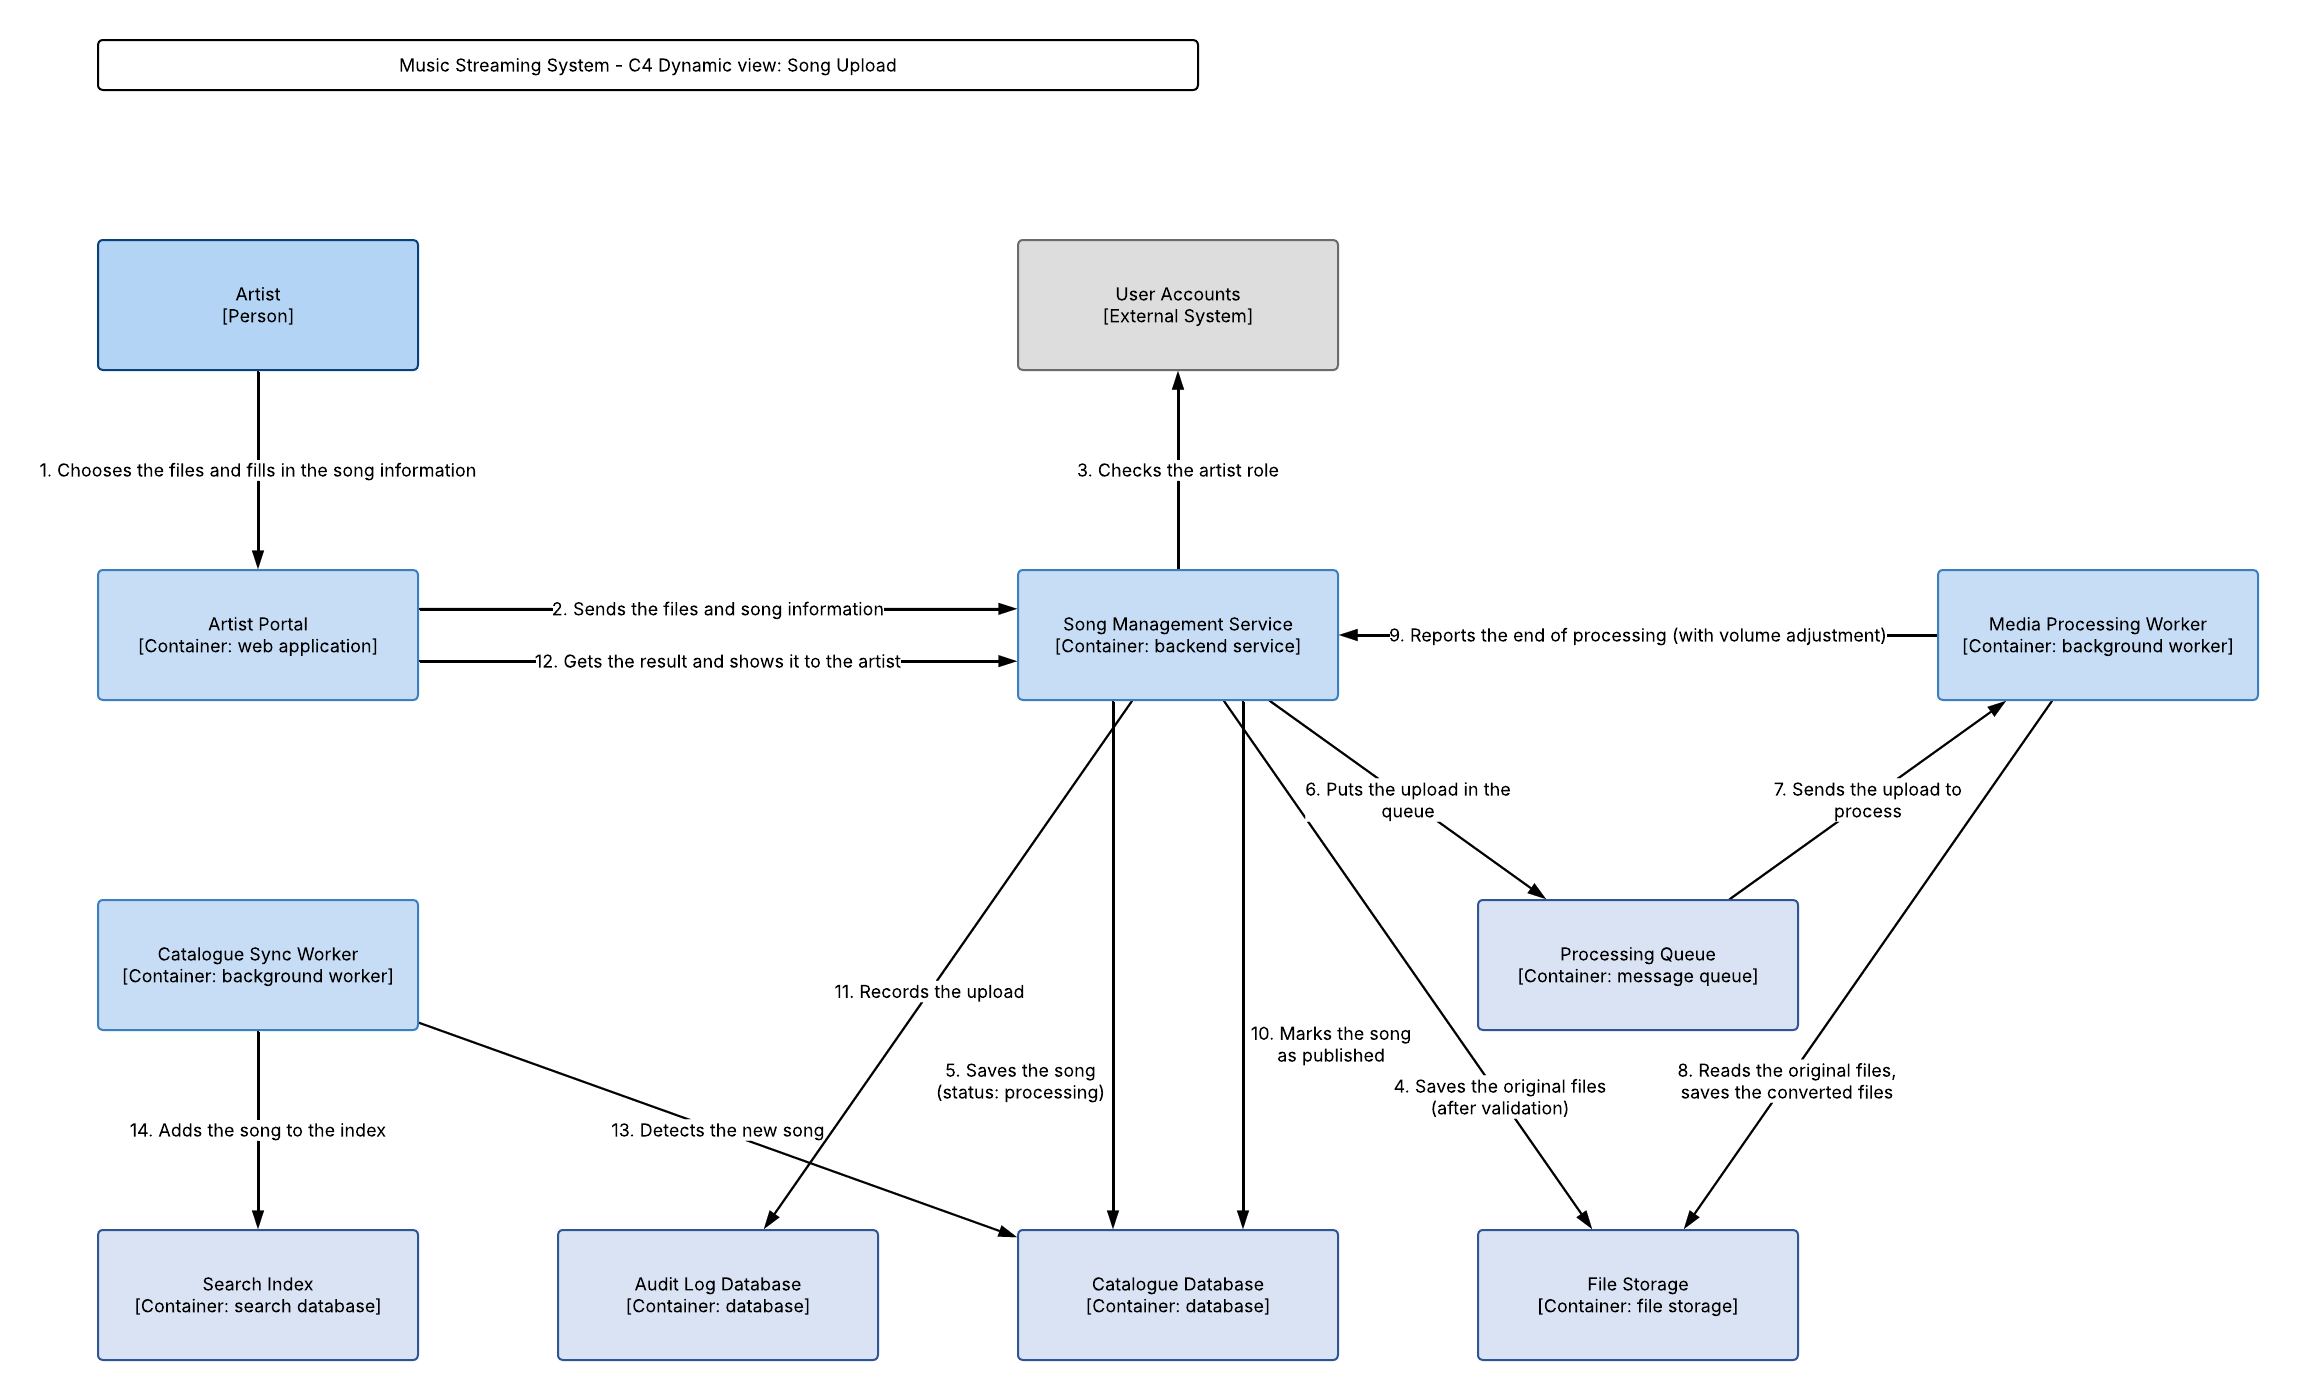 Music Streaming System - C4 Dynamic view: Song Upload
Artist
[Person]
User Accounts
[External System]
1. Chooses the files and fills in the song information
3. Checks the artist role
Artist Portal
[Container: web application]
2. Sends the files and song information
12. Gets the result and shows it to the artist
Song Management Service
[Container: backend service]
9. Reports the end of processing (with volume adjustment)
Media Processing Worker
[Container: background worker]
6. Puts the upload in the
queue
7. Sends the upload to
process
Catalogue Sync Worker
[Container: background worker]
Processing Queue
[Container: message queue]
11. Records the upload
10. Marks the song
as published
5. Saves the song
(status: processing)
4. Saves the original files
(after validation)
8. Reads the original files,
saves the converted files
14. Adds the song to the index
13. Detects the new song
Search Index
[Container: search database]
Audit Log Database
[Container: database]
Catalogue Database
[Container: database]
File Storage
[Container: file storage]